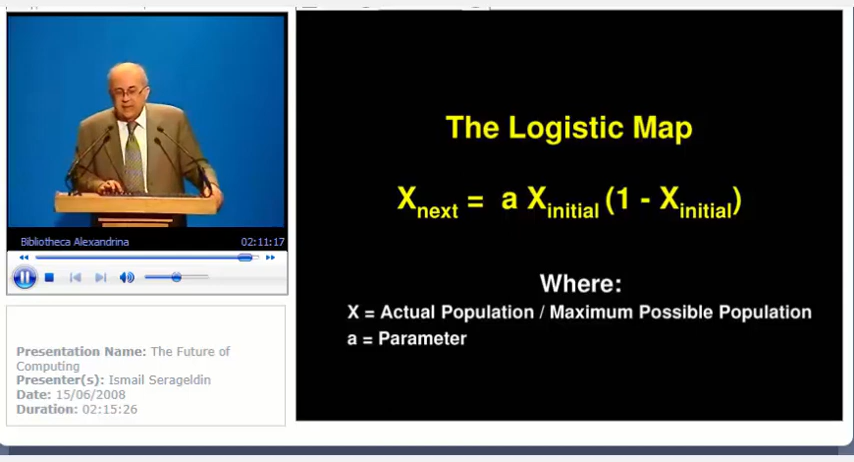 The Logistic Map
Xnext = a Xinitial (1 - Xinitial)
Where:
X = Actual Population / Maximum Possible Population
a = Parameter
Bibliotheca Alexandrina 02:11:17
Presentation Name: The Future of
Computing
Presenter(s): Ismail Serageldin
Date: 15/06/2008
Duration: 02:15:26